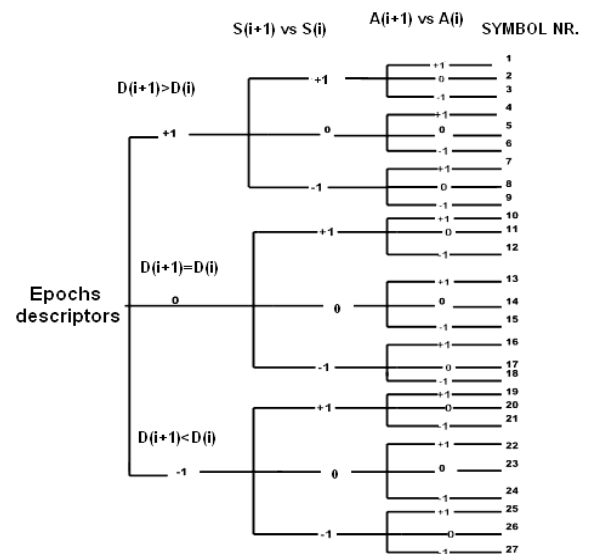 S(i+1) vs S(i) A(i+1) vs A(i) SYMBOL NR.
+1 1
D(i+1)>D(i) +1 0 2
-1 3
+1 4
+1 0 0 5
-1 6
+1 7
-1 0 8
-1 9
+1 10
+1 0 11
-1 12
D(i+1)=D(i)
+1 13
Epochs descriptors 0 0 0 14
-1 15
+1 16
-1 0 17
-1 18
+1 19
+1 0 20
-1 21
D(i+1)<D(i)
+1 22
-1 0 0 23
-1 24
+1 25
-1 0 26
-1 27